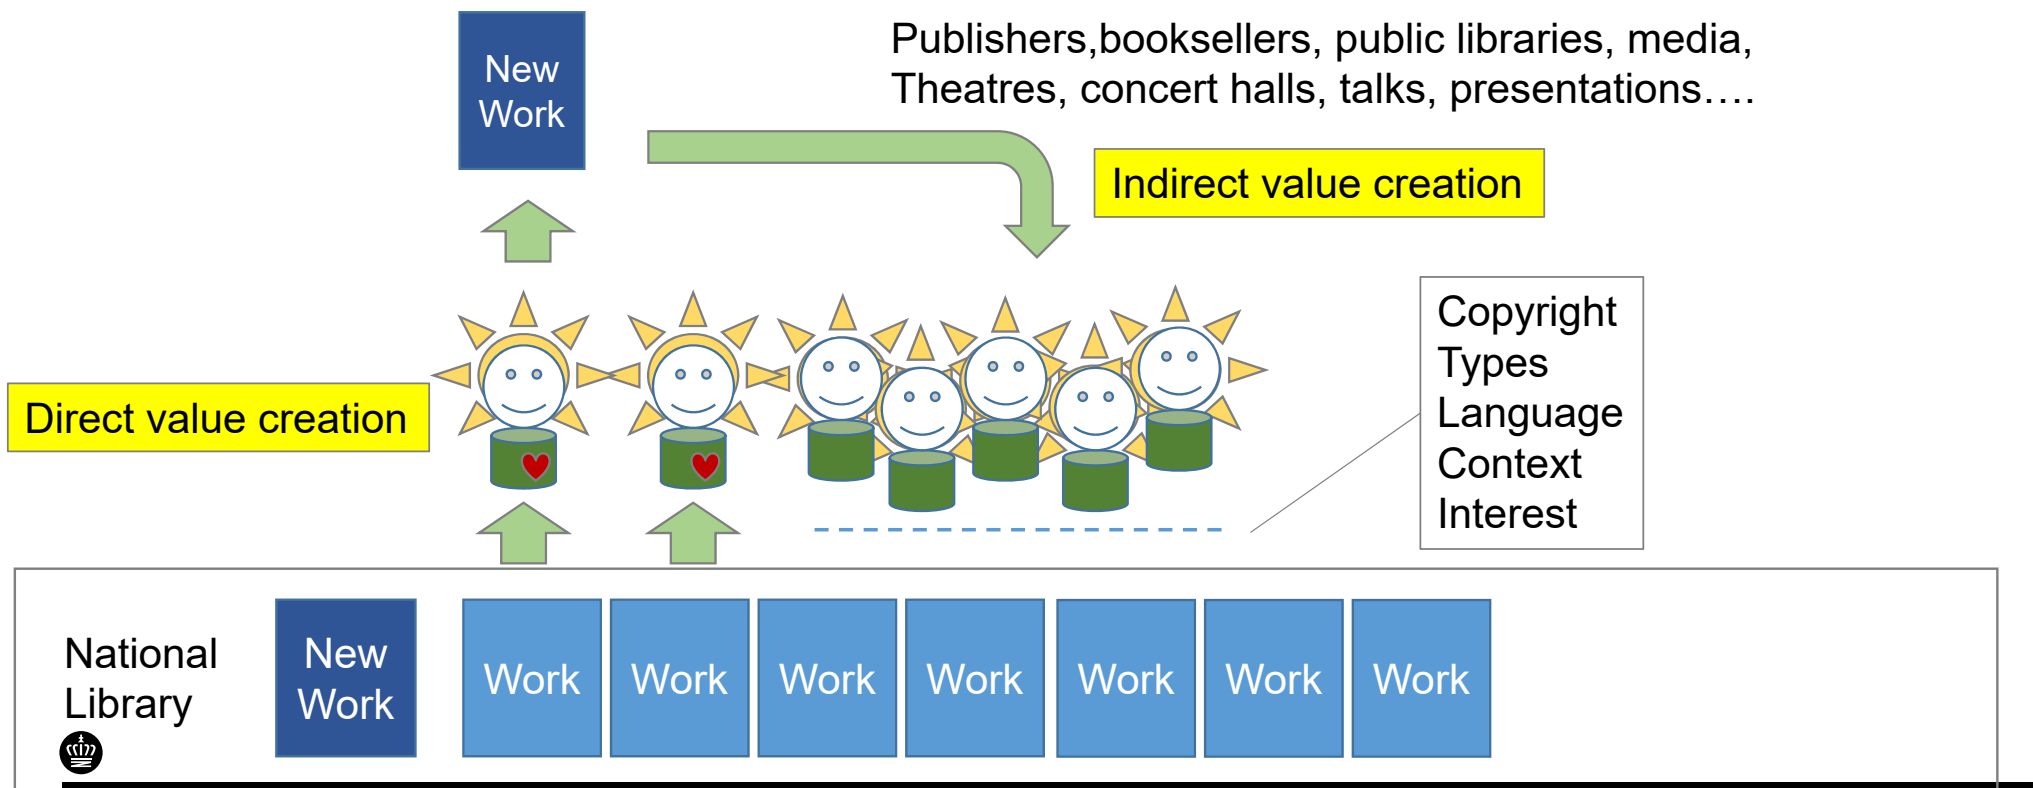 New
Work
Publishers,booksellers, public libraries, media,
Theatres, concert halls, talks, presentations….
Indirect value creation
Direct value creation
Copyright
Types
Language
Context
Interest
National
Library
New
Work
Work
Work
Work
Work
Work
Work
Work